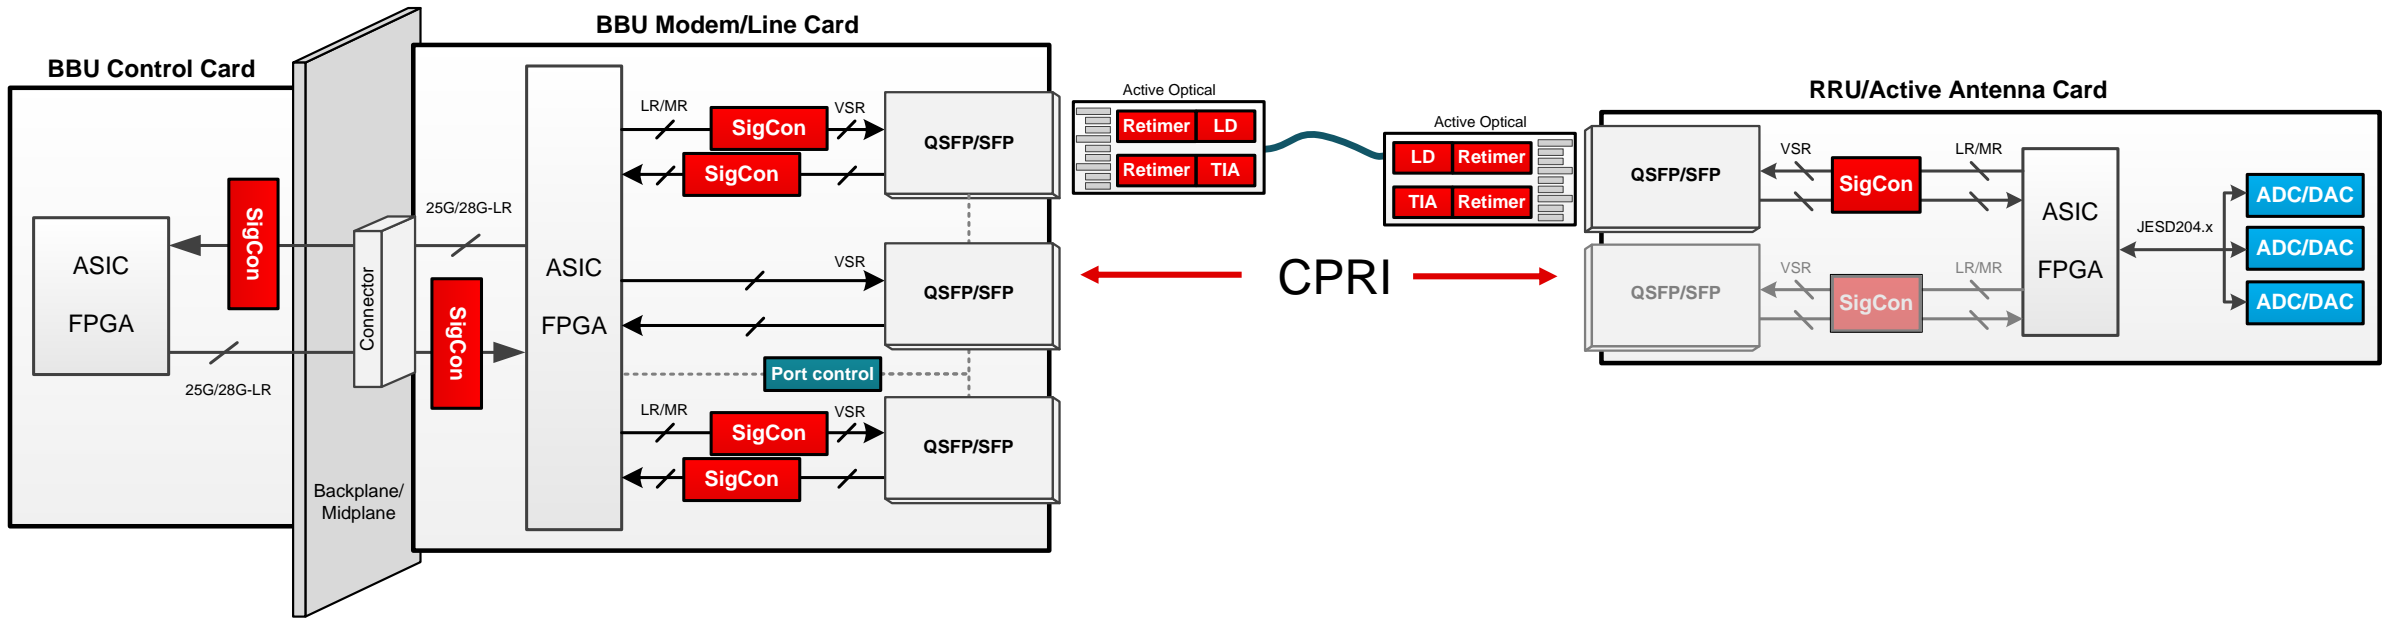 BBU Control Card
ASIC
FPGA
SigCon
25G/28G-LR
Backplane/
Midplane
Connector
BBU Modem/Line Card
25G/28G-LR
SigCon
ASIC
FPGA
LR/MR
SigCon
VSR
SigCon
QSFP/SFP
VSR
QSFP/SFP
Port control
LR/MR
SigCon
VSR
SigCon
QSFP/SFP
Active Optical
Retimer LD
Retimer TIA
Active Optical
LD Retimer
TIA Retimer
CPRI
RRU/Active Antenna Card
QSFP/SFP
VSR
SigCon
LR/MR
QSFP/SFP
VSR
SigCon
LR/MR
ASIC
FPGA
JESD204.x
ADC/DAC
ADC/DAC
ADC/DAC